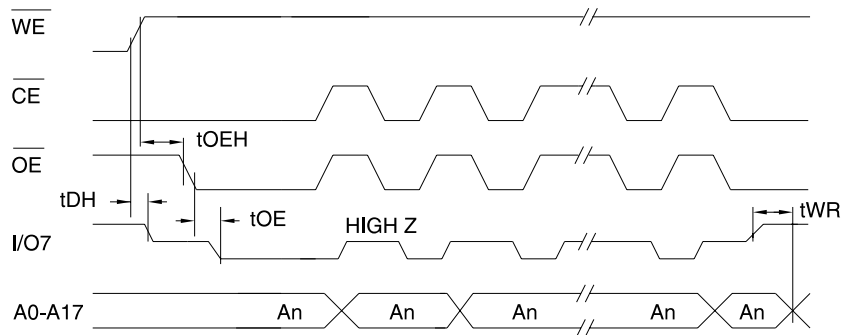 WE
CE
tOEH
OE
tDH
tOE
HIGH Z
tWR
I/O7
A0-A17 An An An An An